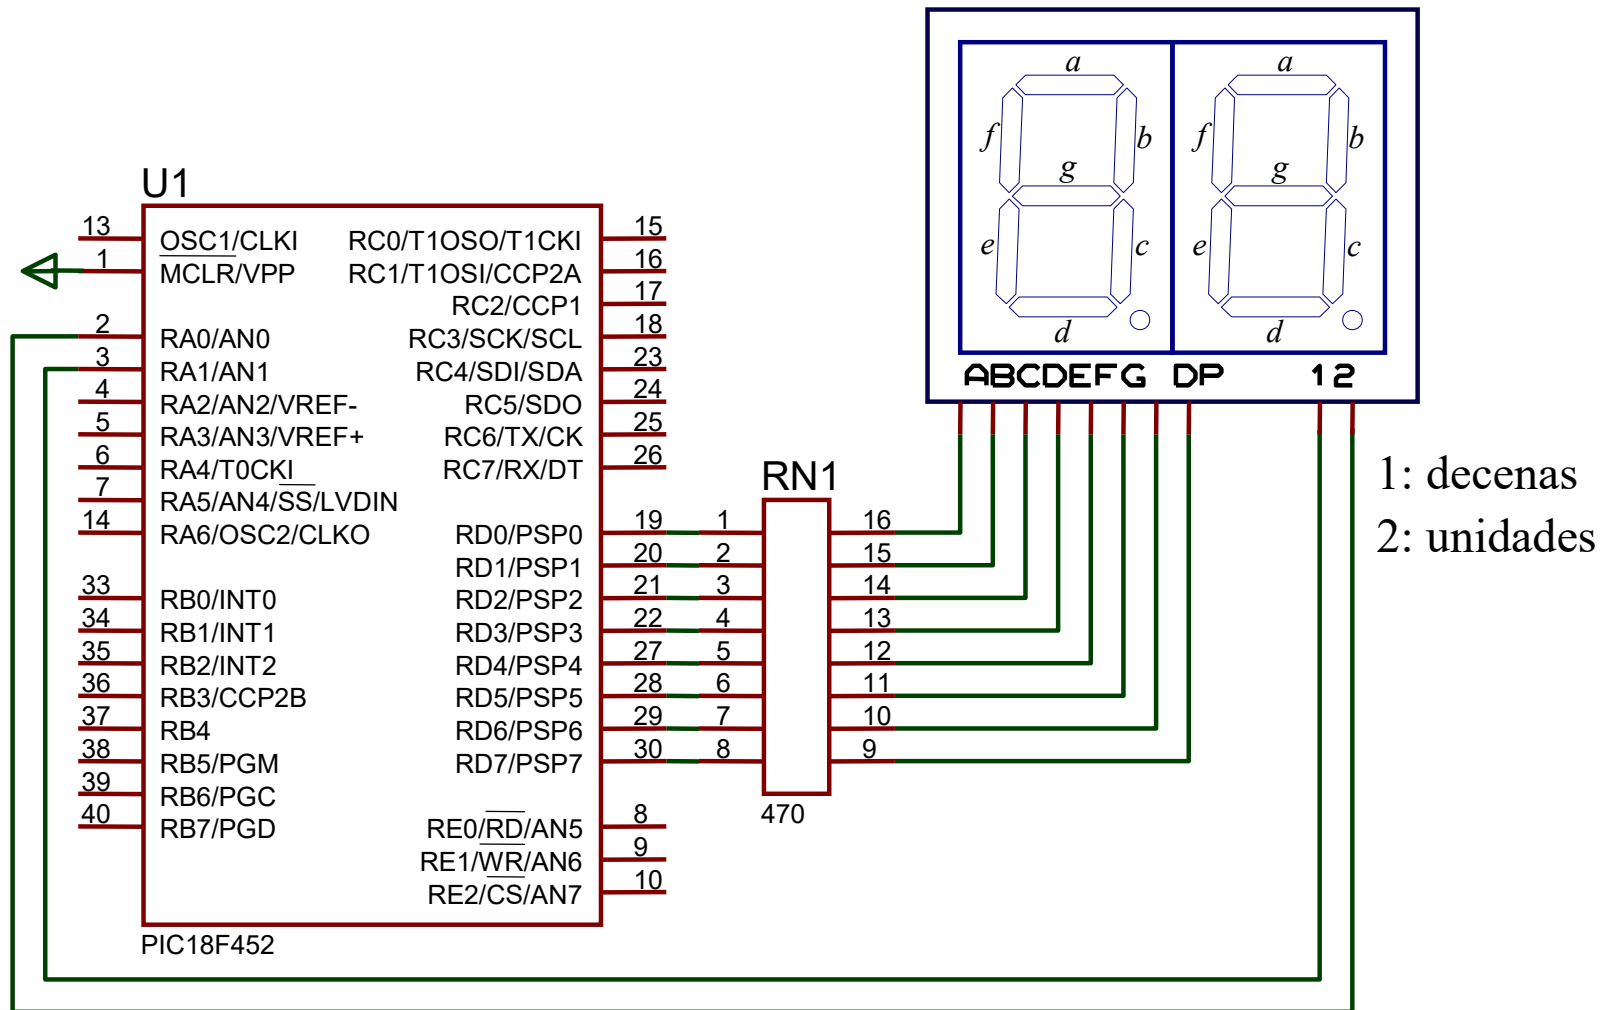 U1
13 OSC1/CLKI RC0/T1OSO/T1CKI 15
1 MCLR/VPP RC1/T1OSI/CCP2A 16
RC2/CCP1 17
2 RA0/AN0 RC3/SCK/SCL 18
3 RA1/AN1 RC4/SDI/SDA 23
4 RA2/AN2/VREF- RC5/SDO 24
5 RA3/AN3/VREF+ RC6/TX/CK 25
6 RA4/T0CKI RC7/RX/DT 26
7 RA5/AN4/SS/LVDIN
14 RA6/OSC2/CLKO RD0/PSP0 19
RD1/PSP1 20
33 RB0/INT0 RD2/PSP2 21
34 RB1/INT1 RD3/PSP3 22
35 RB2/INT2 RD4/PSP4 27
36 RB3/CCP2B RD5/PSP5 28
37 RB4 RD6/PSP6 29
38 RB5/PGM RD7/PSP7 30
39 RB6/PGC
40 RB7/PGD RE0/RD/AN5 8
RE1/WR/AN6 9
RE2/CS/AN7 10
PIC18F452
RN1
1 16
2 15
3 14
4 13
5 12
6 11
7 10
8 9
470
a a
f b f b
g g
e c e c
d d
ABCDEFG DP 12
1: decenas
2: unidades